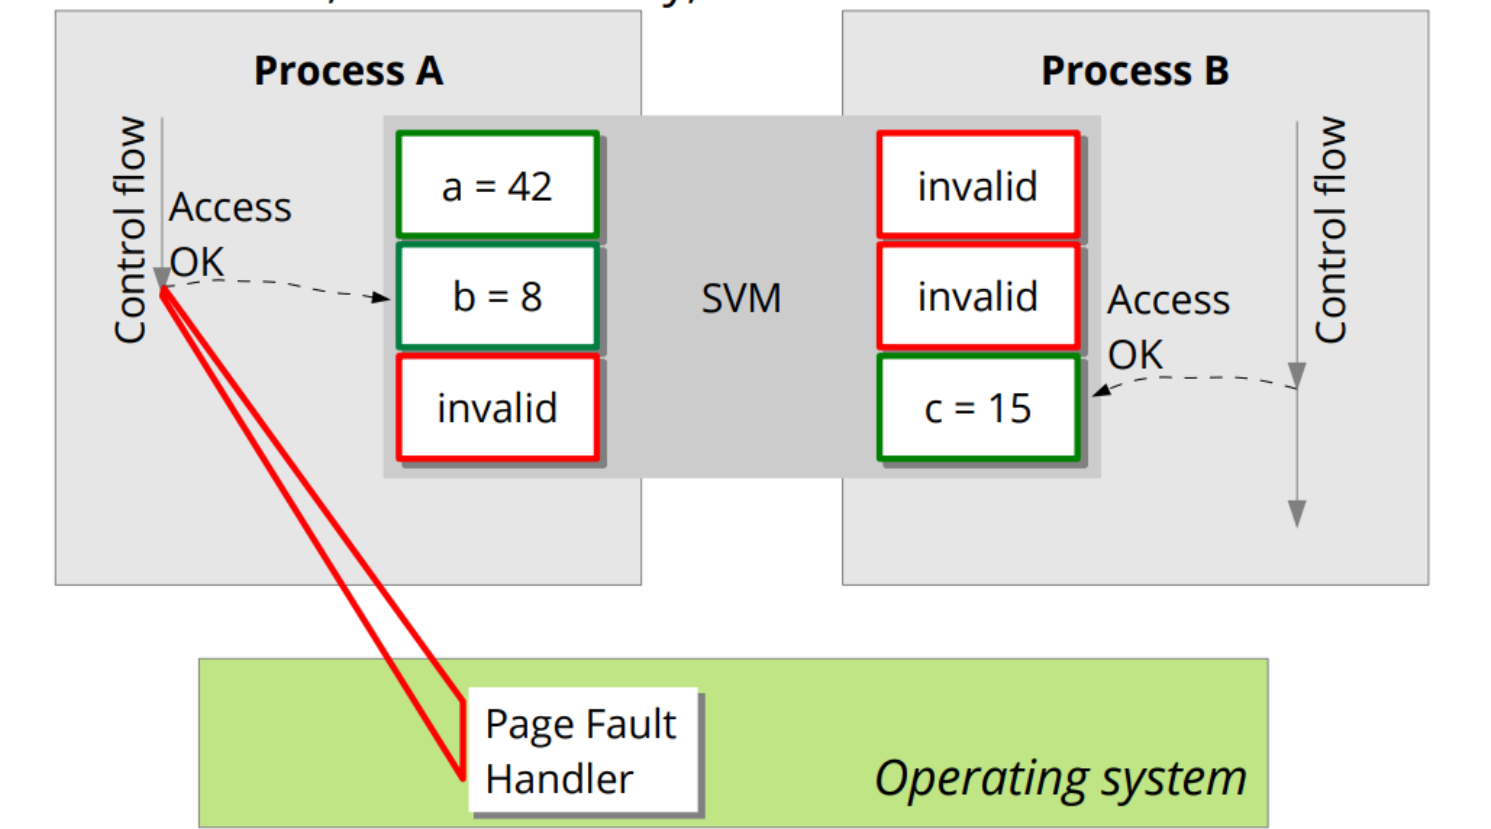 Process A
Process B
Control flow
Access
OK
a = 42
b = 8
invalid
SVM
invalid
invalid
c = 15
Access
OK
Control flow
Page Fault
Handler
Operating system